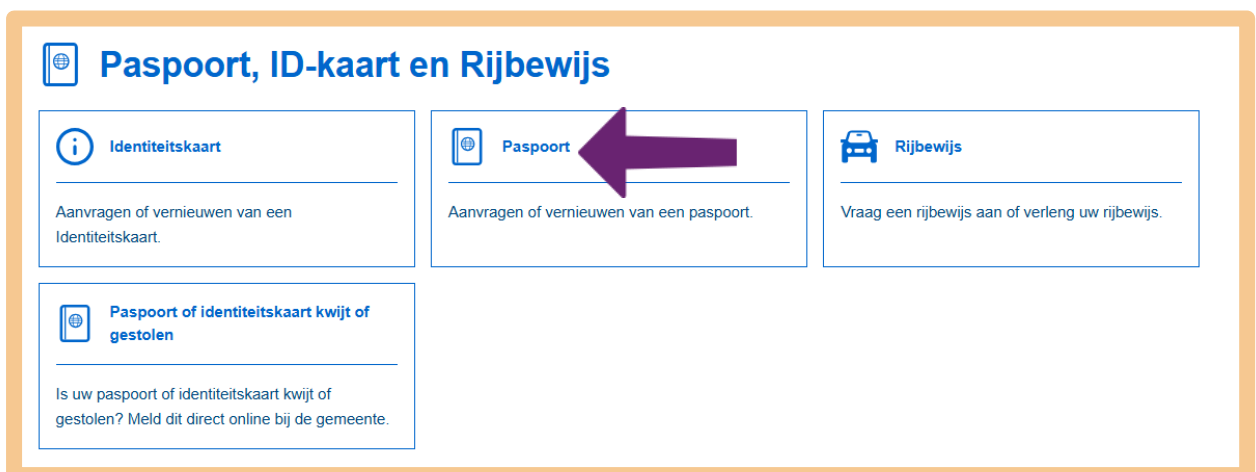 Paspoort, ID-kaart en Rijbewijs
Identiteitskaart
Aanvragen of vernieuwen van een
Identiteitskaart.
Paspoort
Aanvragen of vernieuwen van een paspoort.
Rijbewijs
Vraag een rijbewijs aan of verleng uw rijbewijs.
Paspoort of identiteitskaart kwijt of
gestolen
Is uw paspoort of identiteitskaart kwijt of
gestolen? Meld dit direct online bij de gemeente.